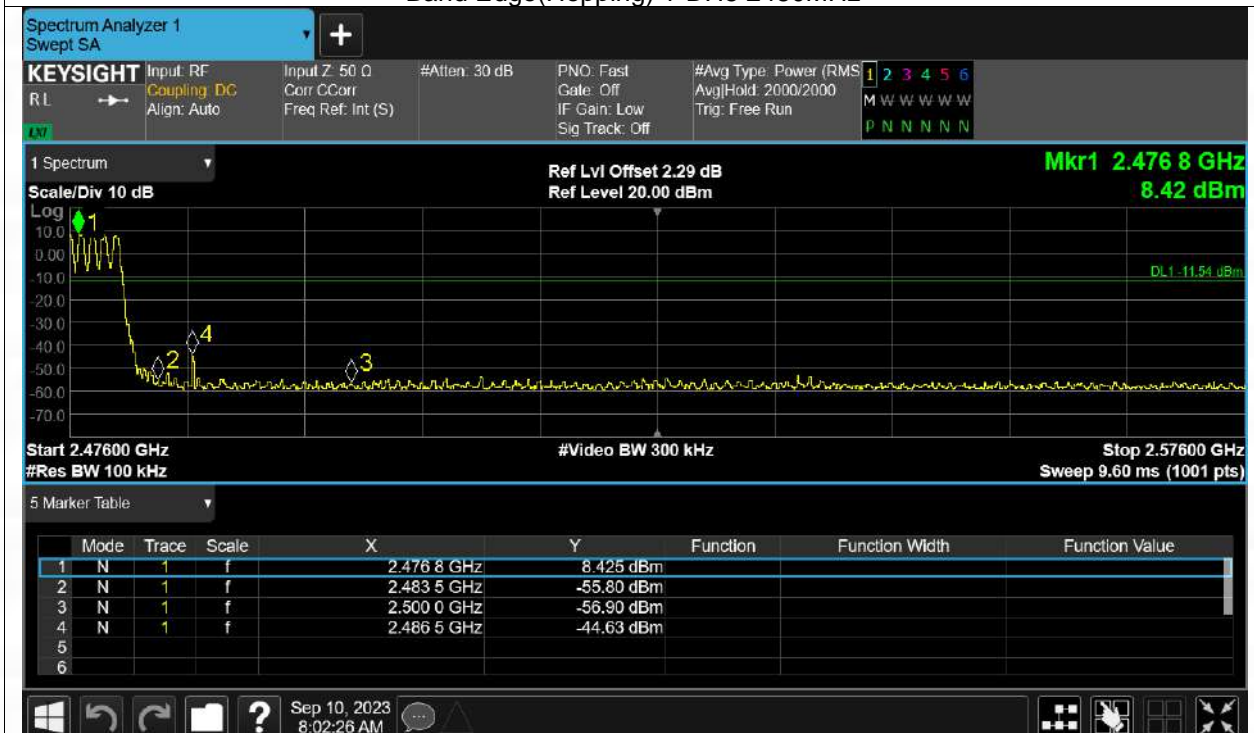 Spectrum Analyzer 1
Swept SA
+
KEYSIGHT
RL
LXI
Input: RF
Coupling: DC
Align: Auto
Input Z: 50 Ω
Corr CCorr
Freq Ref: Int (S)
#Atten: 30 dB
PNO: Fast
Gate: Off
IF Gain: Low
Sig Track: Off
#Avg Type: Power (RMS
Avg|Hold: 2000/2000
Trig: Free Run
1 2 3 4 5 6
M W W W W W
P N N N N N
1 Spectrum
Scale/Div 10 dB
Ref Lvl Offset 2.29 dB
Ref Level 20.00 dBm
Mkr1 2.476 8 GHz
8.42 dBm
Log
10.0
0.00
-10.0
-20.0
-30.0
-40.0
-50.0
-60.0
-70.0
1
2
4
3
DL1 -11.54 dBm
Start 2.47600 GHz
#Res BW 100 kHz
#Video BW 300 kHz
Stop 2.57600 GHz
Sweep 9.60 ms (1001 pts)
5 Marker Table
Mode Trace Scale X Y Function Function Width Function Value
1 N 1 f 2.476 8 GHz 8.425 dBm
2 N 1 f 2.483 5 GHz -55.80 dBm
3 N 1 f 2.500 0 GHz -56.90 dBm
4 N 1 f 2.486 5 GHz -44.63 dBm
5
6
?
Sep 10, 2023
8:02:26 AM